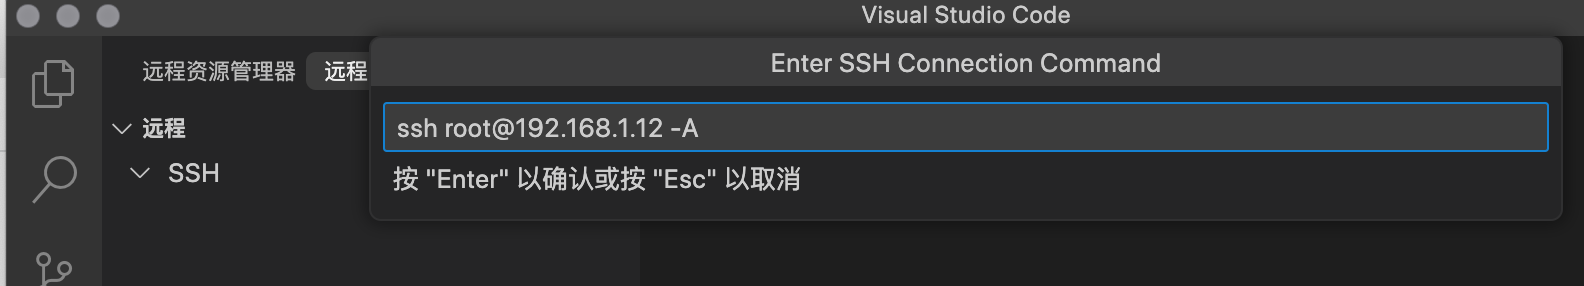 Visual Studio Code
远程资源管理器 远程
Enter SSH Connection Command
ssh root@192.168.1.12 -A
按 "Enter" 以确认或按 "Esc" 以取消
远程
SSH